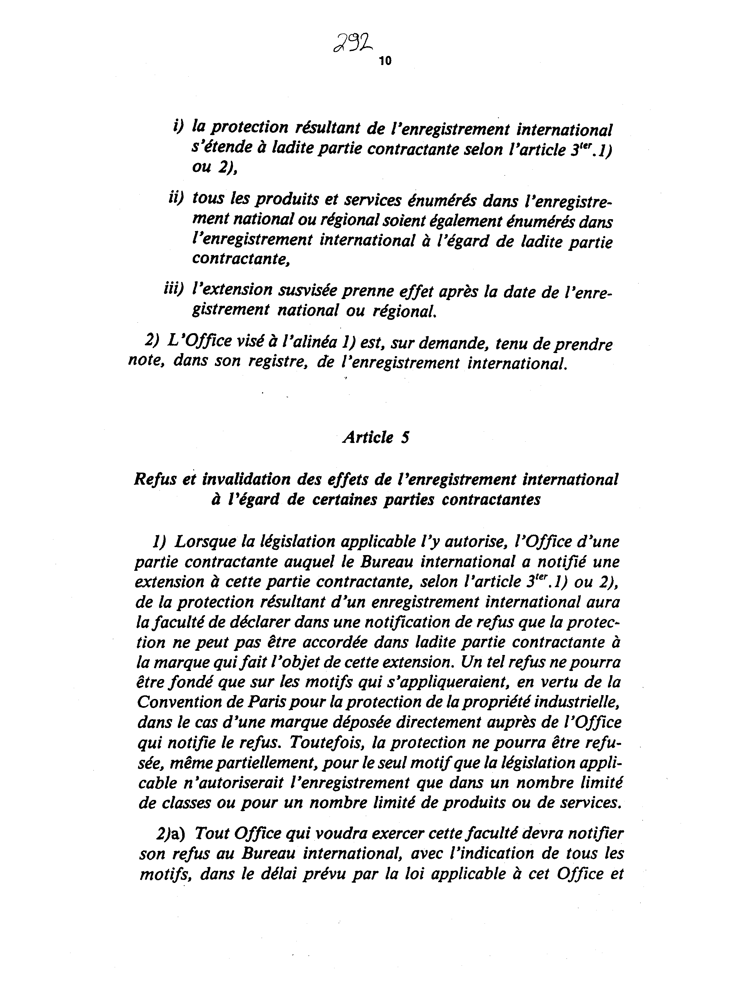 292
10
i) la protection résultant de l'enregistrement international
s'étende à ladite partie contractante selon l'article 3ter.1)
ou 2),
ii) tous les produits et services énumérés dans l'enregistre-
ment national ou régional soient également énumérés dans
l'enregistrement international à l'égard de ladite partie
contractante,
iii) l'extension susvisée prenne effet après la date de l'enre-
gistrement national ou régional.
2) L'Office visé à l'alinéa 1) est, sur demande, tenu de prendre
note, dans son registre, de l'enregistrement international.
Article 5
Refus et invalidation des effets de l'enregistrement international
à l'égard de certaines parties contractantes
1) Lorsque la législation applicable l'y autorise, l'Office d'une
partie contractante auquel le Bureau international a notifié une
extension à cette partie contractante, selon l'article 3ter.1) ou 2),
de la protection résultant d'un enregistrement international aura
la faculté de déclarer dans une notification de refus que la protec-
tion ne peut pas être accordée dans ladite partie contractante à
la marque qui fait l'objet de cette extension. Un tel refus ne pourra
être fondé que sur les motifs qui s'appliqueraient, en vertu de la
Convention de Paris pour la protection de la propriété industrielle,
dans le cas d'une marque déposée directement auprès de l'Office
qui notifie le refus. Toutefois, la protection ne pourra être refu-
sée, même partiellement, pour le seul motif que la législation appli-
cable n'autoriserait l'enregistrement que dans un nombre limité
de classes ou pour un nombre limité de produits ou de services.
2)a) Tout Office qui voudra exercer cette faculté devra notifier
son refus au Bureau international, avec l'indication de tous les
motifs, dans le délai prévu par la loi applicable à cet Office et